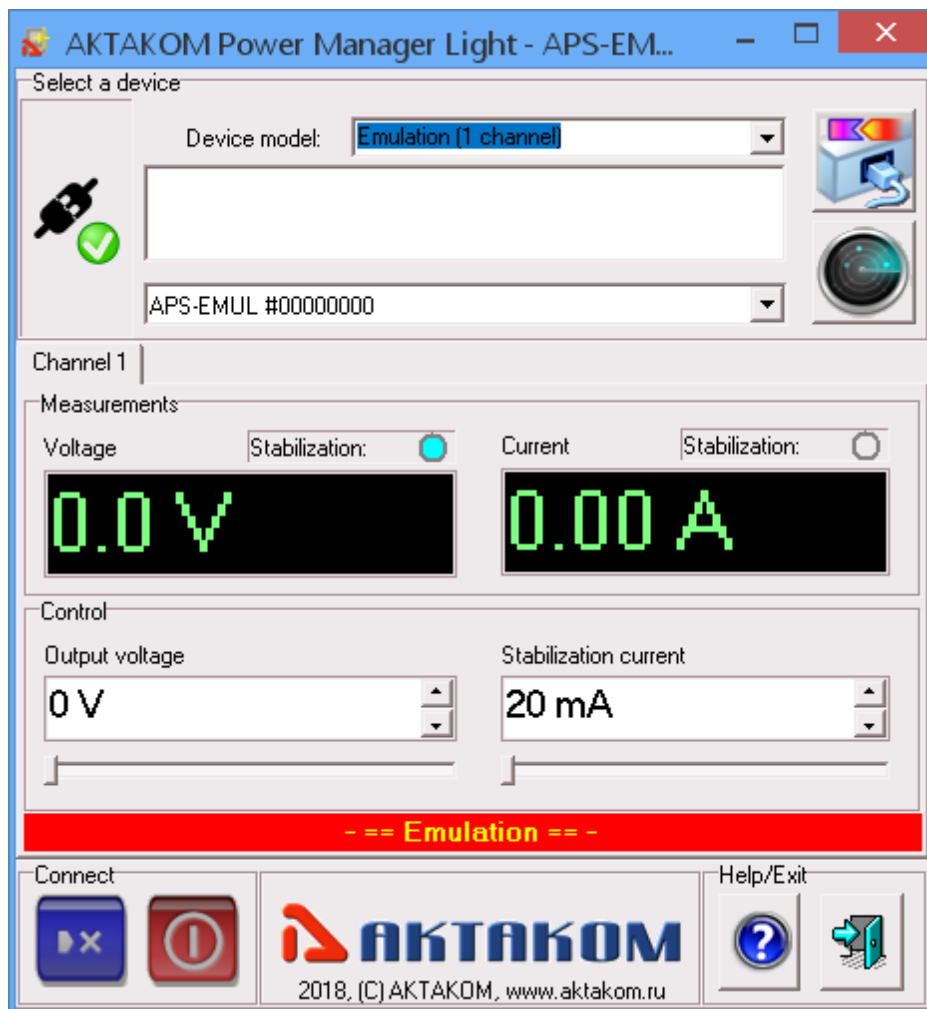 AKTAKOM Power Manager Light - APS-EM...
Select a device
Device model:
Emulation (1 channel)
APS-EMUL #00000000
Channel 1
Measurements
Voltage
Stabilization:
Current
Stabilization:
0.0 V
0.00 A
Control
Output voltage
Stabilization current
0 V
20 mA
- == Emulation == -
Connect
Help/Exit
АКТАКОМ
2018, (C) AKTAKOM, www.aktakom.ru